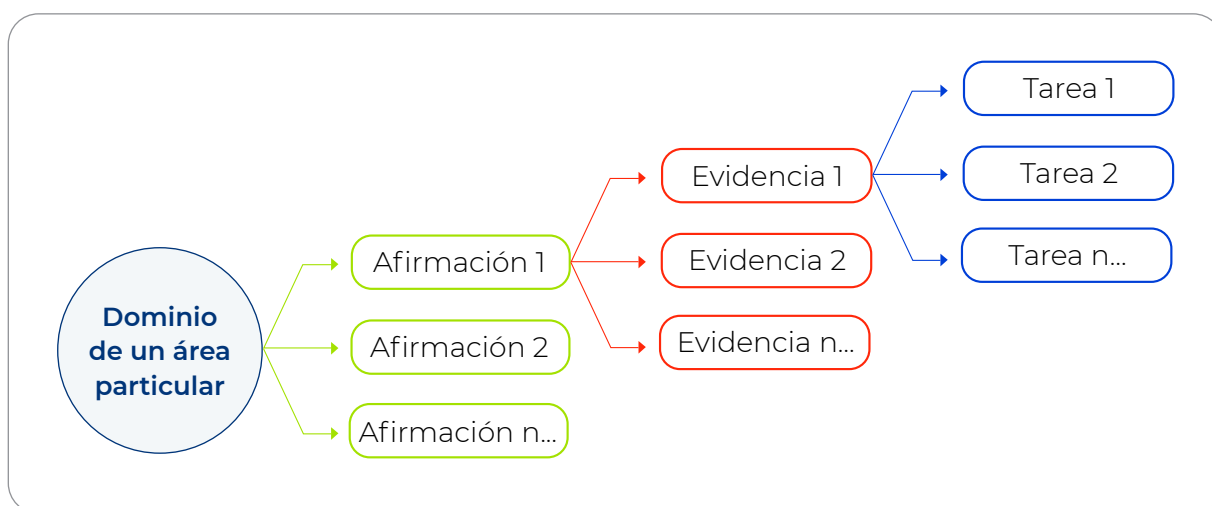 Dominio
de un área
particular
Afirmación 1
Afirmación 2
Afirmación n...
Evidencia 1
Evidencia 2
Evidencia n...
Tarea 1
Tarea 2
Tarea n...